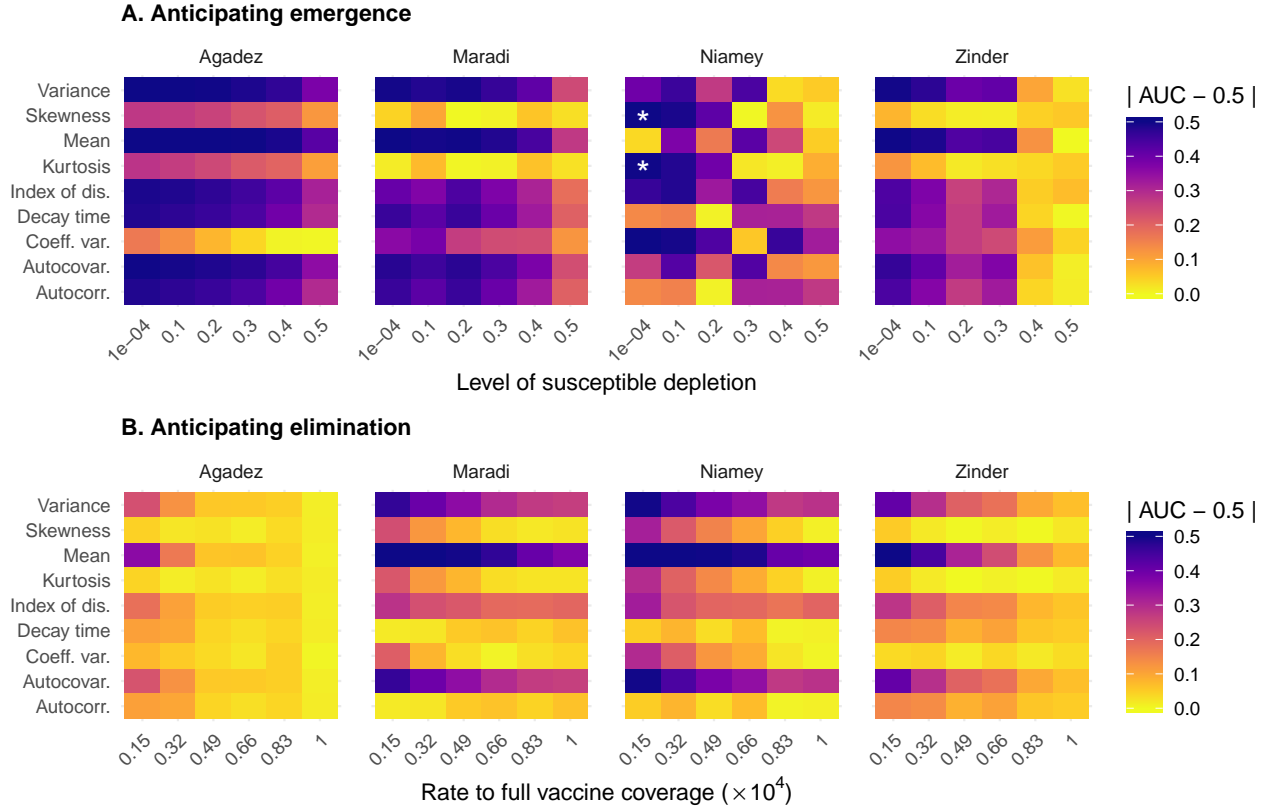 A. Anticipating emergence
Agadez
Maradi
Niamey
Zinder
Variance
Skewness
Mean
Kurtosis
Index of dis.
Decay time
Coeff. var.
Autocovar.
Autocorr.
*
*
1e−04 0.1 0.2 0.3 0.4 0.5
1e−04 0.1 0.2 0.3 0.4 0.5
1e−04 0.1 0.2 0.3 0.4 0.5
1e−04 0.1 0.2 0.3 0.4 0.5
Level of susceptible depletion
| AUC − 0.5 |
0.5
0.4
0.3
0.2
0.1
0.0
B. Anticipating elimination
Agadez
Maradi
Niamey
Zinder
Variance
Skewness
Mean
Kurtosis
Index of dis.
Decay time
Coeff. var.
Autocovar.
Autocorr.
0.15 0.32 0.49 0.66 0.83 1
0.15 0.32 0.49 0.66 0.83 1
0.15 0.32 0.49 0.66 0.83 1
0.15 0.32 0.49 0.66 0.83 1
Rate to full vaccine coverage (×10⁴)
| AUC − 0.5 |
0.5
0.4
0.3
0.2
0.1
0.0